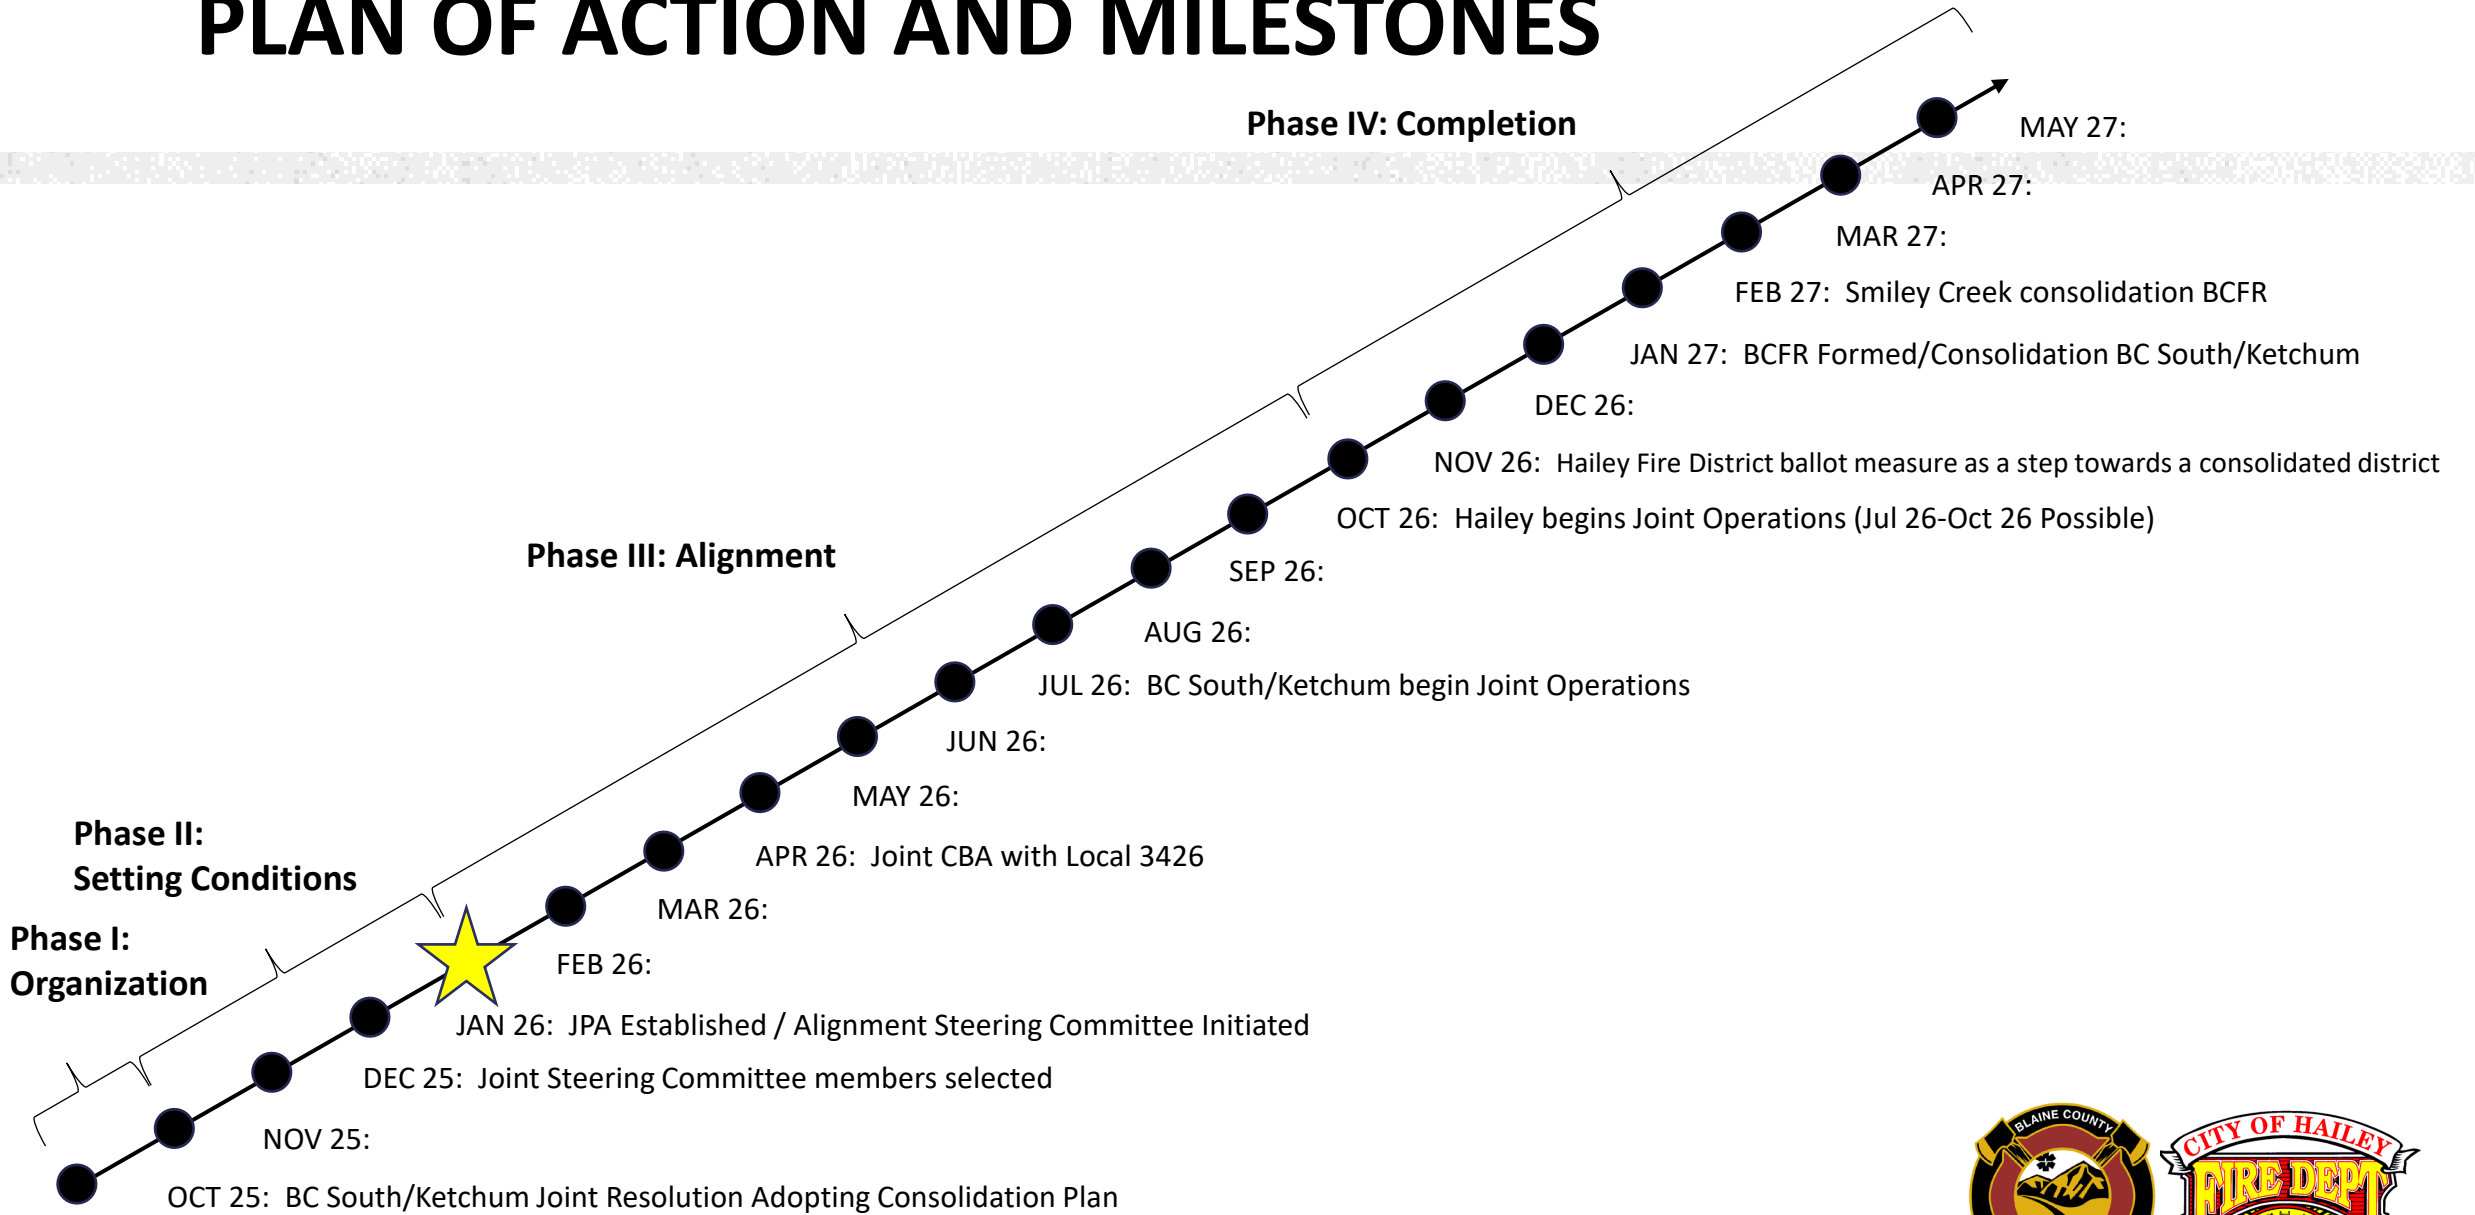 PLAN OF ACTION AND MILESTONES
Phase IV: Completion
MAY 27:
APR 27:
MAR 27:
FEB 27: Smiley Creek consolidation BCFR
JAN 27: BCFR Formed/Consolidation BC South/Ketchum
DEC 26:
NOV 26: Hailey Fire District ballot measure as a step towards a consolidated district
OCT 26: Hailey begins Joint Operations (Jul 26-Oct 26 Possible)
Phase III: Alignment
SEP 26:
AUG 26:
JUL 26: BC South/Ketchum begin Joint Operations
JUN 26:
MAY 26:
Phase II:
Setting Conditions
APR 26: Joint CBA with Local 3426
MAR 26:
Phase I:
Organization
FEB 26:
JAN 26: JPA Established / Alignment Steering Committee Initiated
DEC 25: Joint Steering Committee members selected
NOV 25:
OCT 25: BC South/Ketchum Joint Resolution Adopting Consolidation Plan
BLAINE COUNTY
CITY OF HAILEY
FIRE DEPT